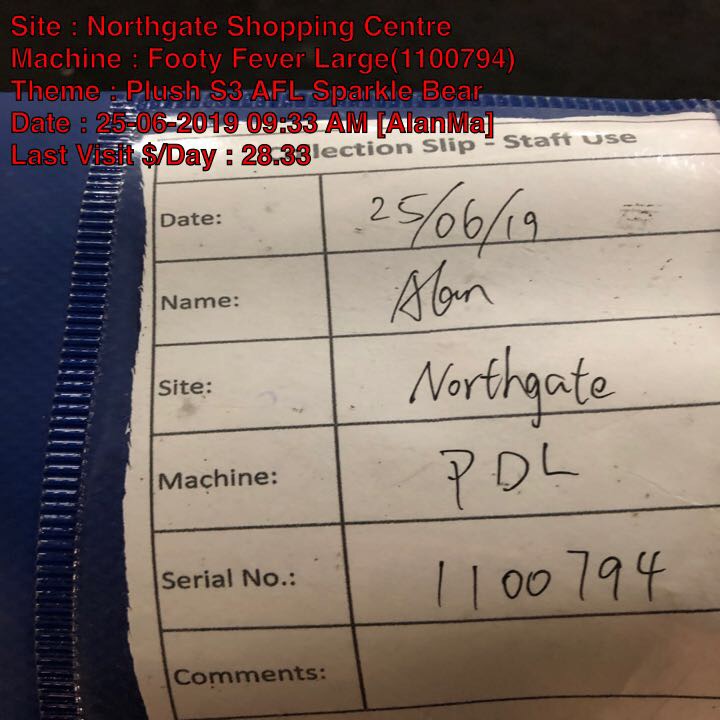 Site : Northgate Shopping Centre
Machine : Footy Fever Large(1100794)
Theme : Plush S3 AFL Sparkle Bear
Date : 25-06-2019 09:33 AM [AlanMa]
Last Visit $/Day : 28.33
Collection Slip - Staff Use
Date: 25/06/19
Name: Alan
Site: Northgate
Machine: PDL
Serial No.: 1100794
Comments: